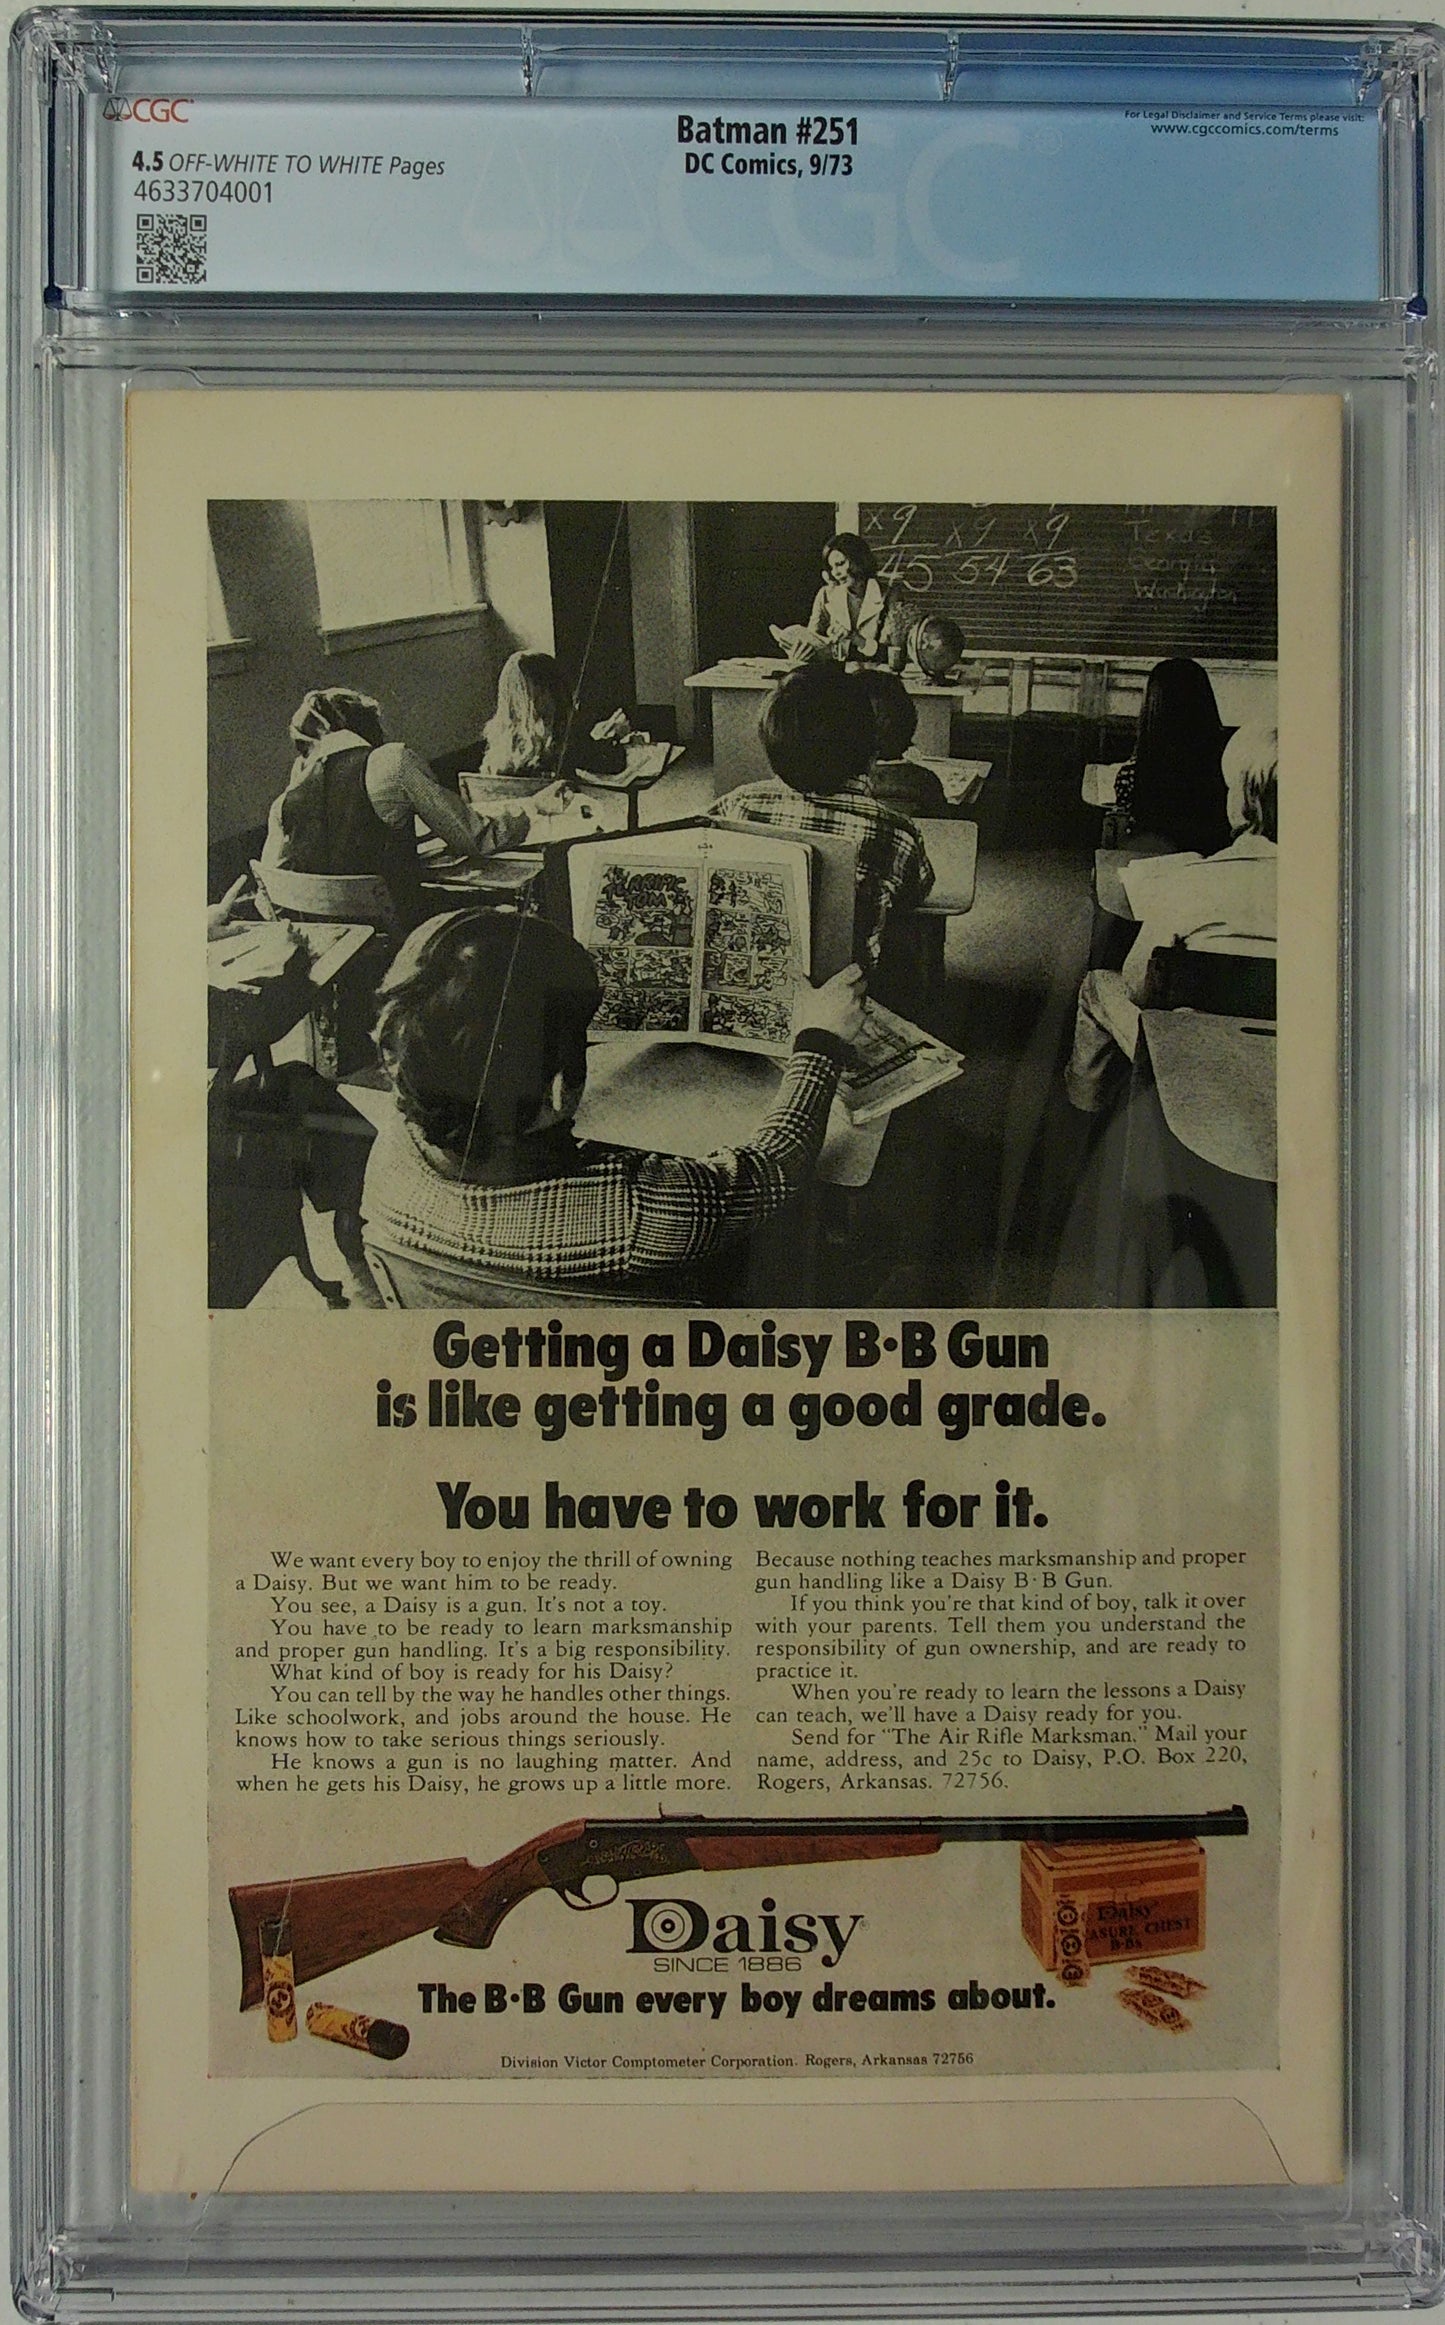 CGC
4.5 OFF-WHITE TO WHITE Pages
4633704001
Batman #251
DC Comics, 9/73
For Legal Disclaimer and Service Terms please visit:
www.cgccomics.com/terms
x9 x9 x9
45 54 63
Texas
Georgia
Washington
TERRIFIC
TOM
Getting a Daisy B·B Gun
is like getting a good grade.
You have to work for it.
We want every boy to enjoy the thrill of owning
a Daisy. But we want him to be ready.
You see, a Daisy is a gun. It's not a toy.
You have to be ready to learn marksmanship
and proper gun handling. It's a big responsibility.
What kind of boy is ready for his Daisy?
You can tell by the way he handles other things.
Like schoolwork, and jobs around the house. He
knows how to take serious things seriously.
He knows a gun is no laughing matter. And
when he gets his Daisy, he grows up a little more.
Because nothing teaches marksmanship and proper
gun handling like a Daisy B·B Gun.
If you think you're that kind of boy, talk it over
with your parents. Tell them you understand the
responsibility of gun ownership, and are ready to
practice it.
When you're ready to learn the lessons a Daisy
can teach, we'll have a Daisy ready for you.
Send for "The Air Rifle Marksman." Mail your
name, address, and 25c to Daisy, P.O. Box 220,
Rogers, Arkansas. 72756.
Daisy
ASURE CHEST
B·Bs
Daisy®
SINCE 1886
The B·B Gun every boy dreams about.
Division Victor Comptometer Corporation. Rogers, Arkansas 72756